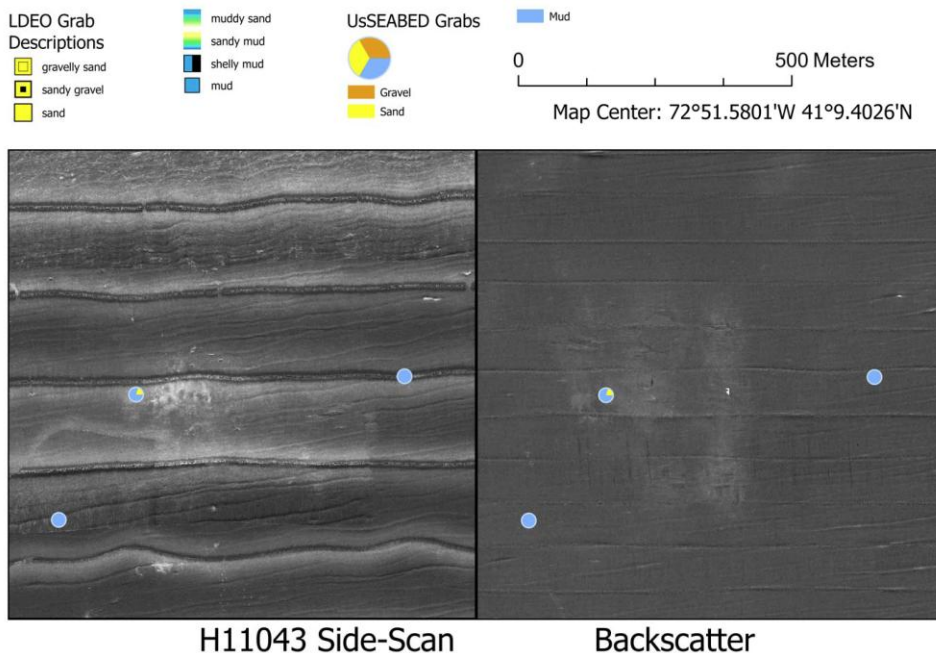 LDEO Grab
Descriptions
gravelly sand
sandy gravel
sand
muddy sand
sandy mud
shelly mud
mud
UsSEABED Grabs
Gravel
Sand
Mud
0
500 Meters
Map Center: 72°51.5801'W 41°9.4026'N
H11043 Side-Scan
Backscatter